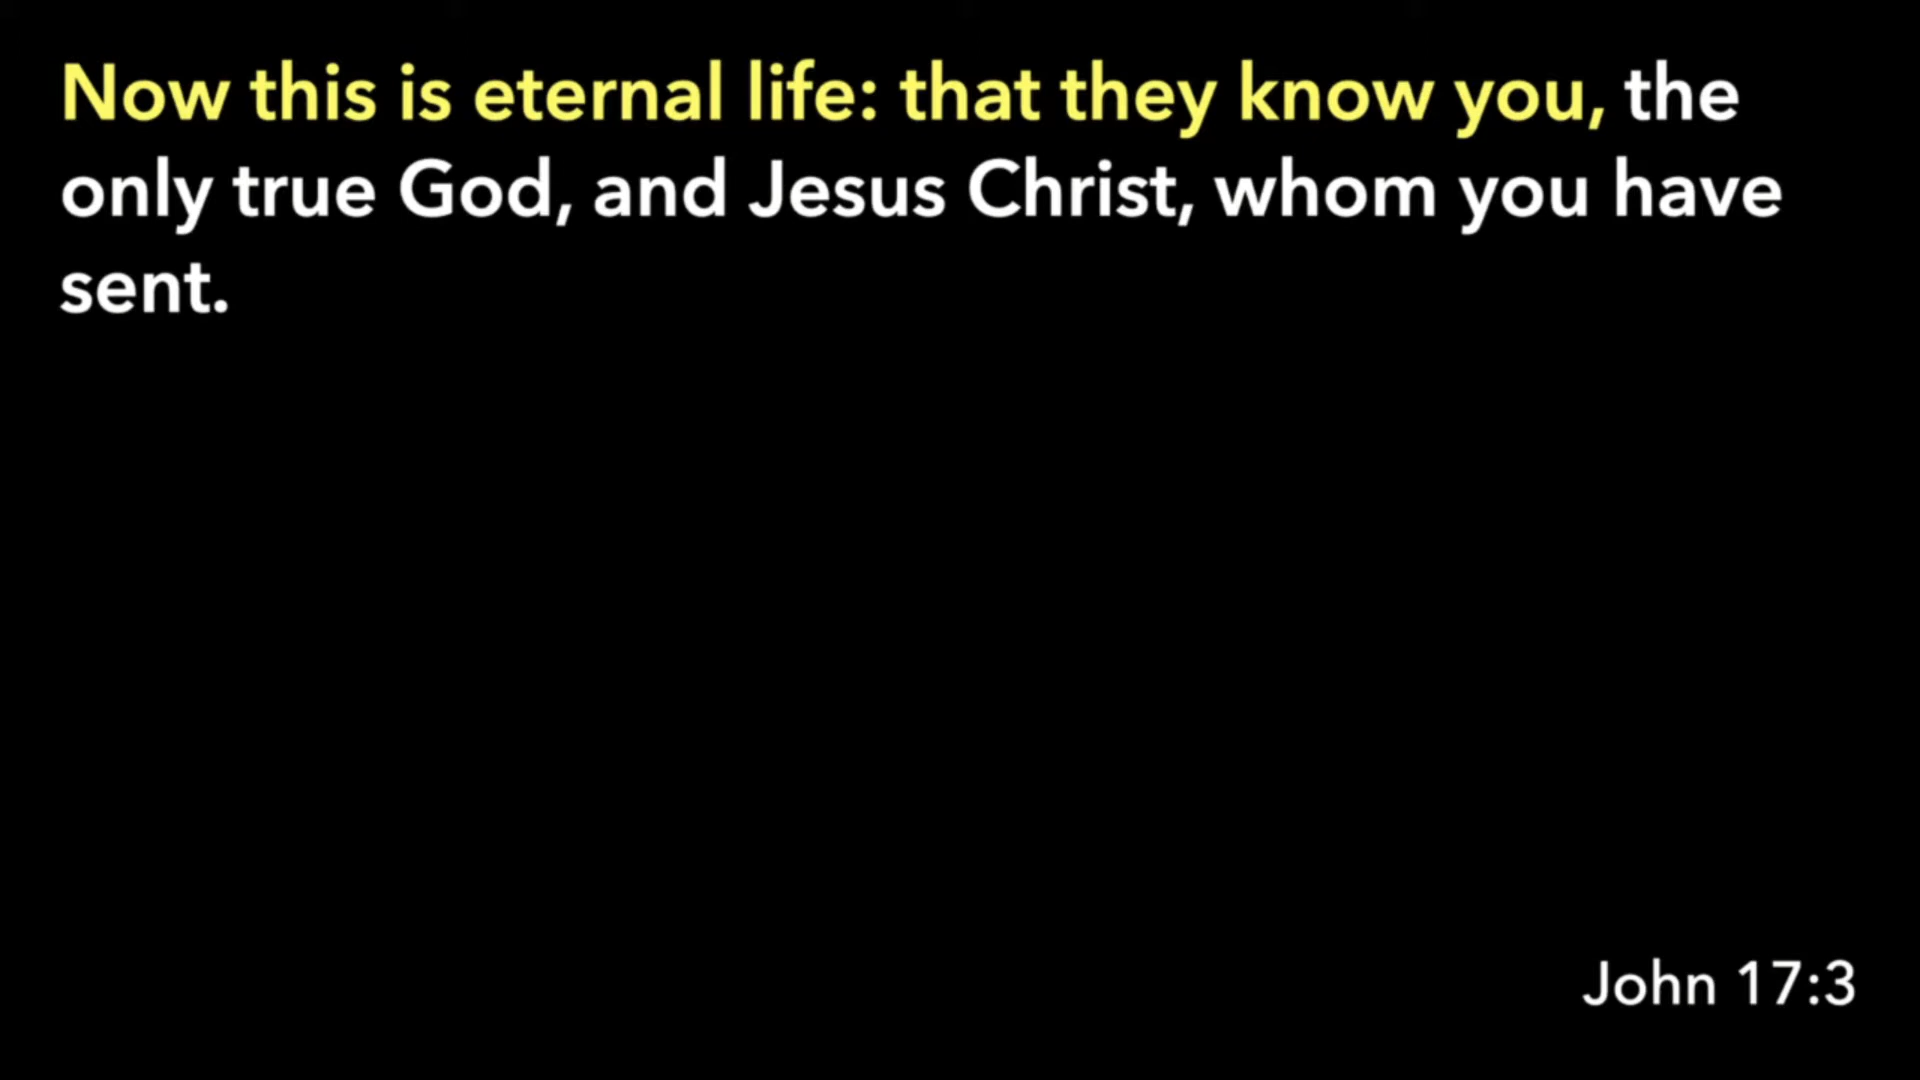 Now this is eternal life: that they know you, the
only true God, and Jesus Christ, whom you have
sent.
John 17:3